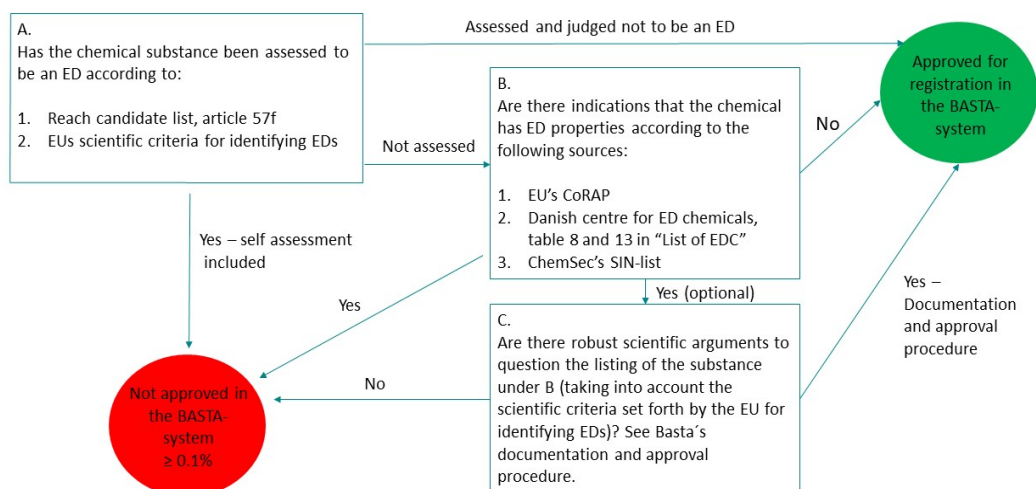 A.
Has the chemical substance been assessed to
be an ED according to:
1. Reach candidate list, article 57f
2. EUs scientific criteria for identifying EDs
Assessed and judged not to be an ED
Approved for
registration in
the BASTA-
system
Not assessed
B.
Are there indications that the chemical
has ED properties according to the
following sources:
1. EU’s CoRAP
2. Danish centre for ED chemicals,
table 8 and 13 in “List of EDC”
3. ChemSec’s SIN-list
No
Yes – self assessment
included
Yes
Yes (optional)
Yes –
Documentation
and approval
procedure
C.
Are there robust scientific arguments to
question the listing of the substance
under B (taking into account the
scientific criteria set forth by the EU for
identifying EDs)? See Basta´s
documentation and approval
procedure.
No
Not approved in
the BASTA-
system
≥ 0.1%